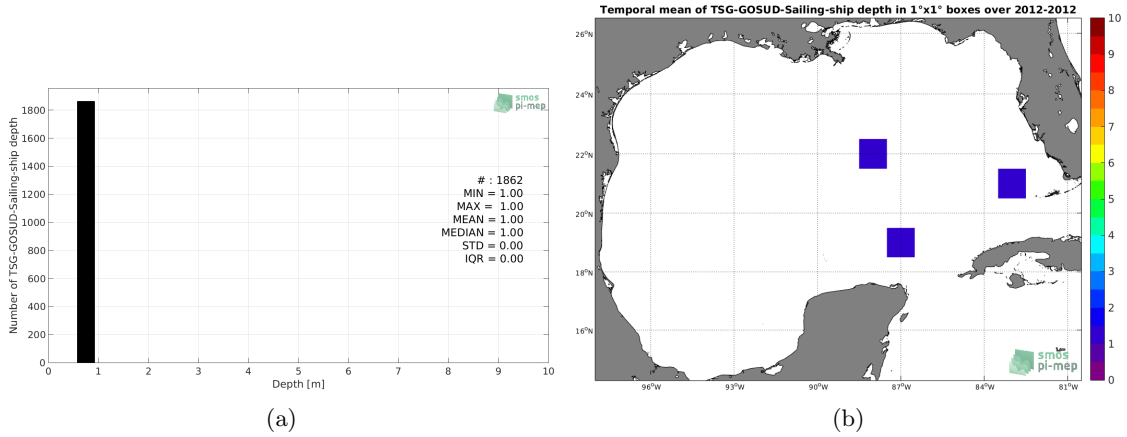 Number of TSG-GOSUD-Sailing-ship depth
1800
1600
1400
1200
1000
800
600
400
200
0
smos
pi-mep
# : 1862
MIN = 1.00
MAX = 1.00
MEAN = 1.00
MEDIAN = 1.00
STD = 0.00
IQR = 0.00
0 1 2 3 4 5 6 7 8 9 10
Depth [m]
(a)
Temporal mean of TSG-GOSUD-Sailing-ship depth in 1°x1° boxes over 2012-2012
26°N
24°N
22°N
20°N
18°N
16°N
96°W 93°W 90°W 87°W 84°W 81°W
smos
pi-mep
10
9
8
7
6
5
4
3
2
1
0
(b)